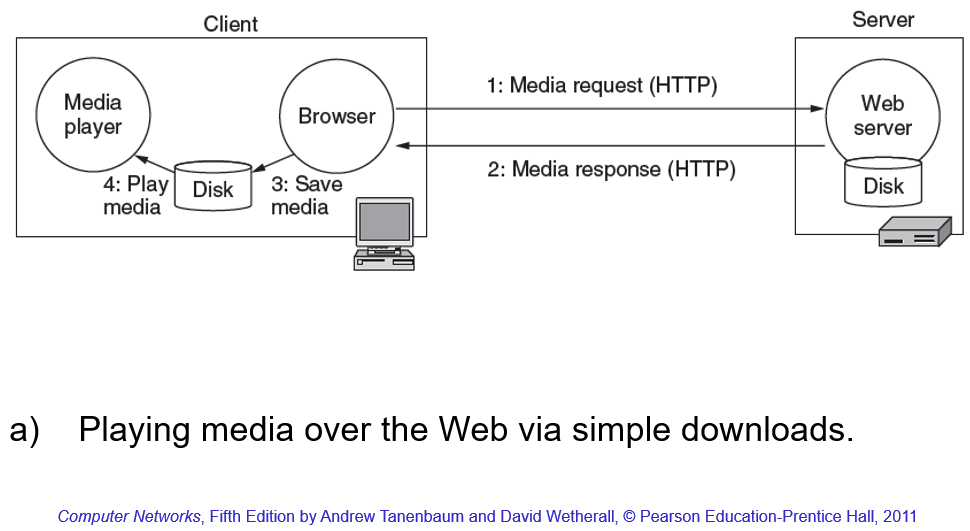 Client
Server
Media
player
Browser
1: Media request (HTTP)
Web
server
2: Media response (HTTP)
4: Play
media
Disk
3: Save
media
Disk
a) Playing media over the Web via simple downloads.
Computer Networks, Fifth Edition by Andrew Tanenbaum and David Wetherall, © Pearson Education-Prentice Hall, 2011